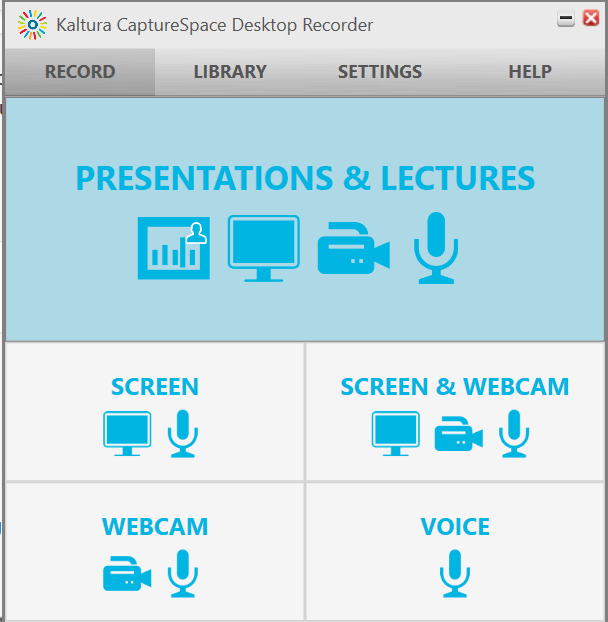 Kaltura CaptureSpace Desktop Recorder
RECORD LIBRARY SETTINGS HELP
PRESENTATIONS & LECTURES
SCREEN
SCREEN & WEBCAM
WEBCAM
VOICE